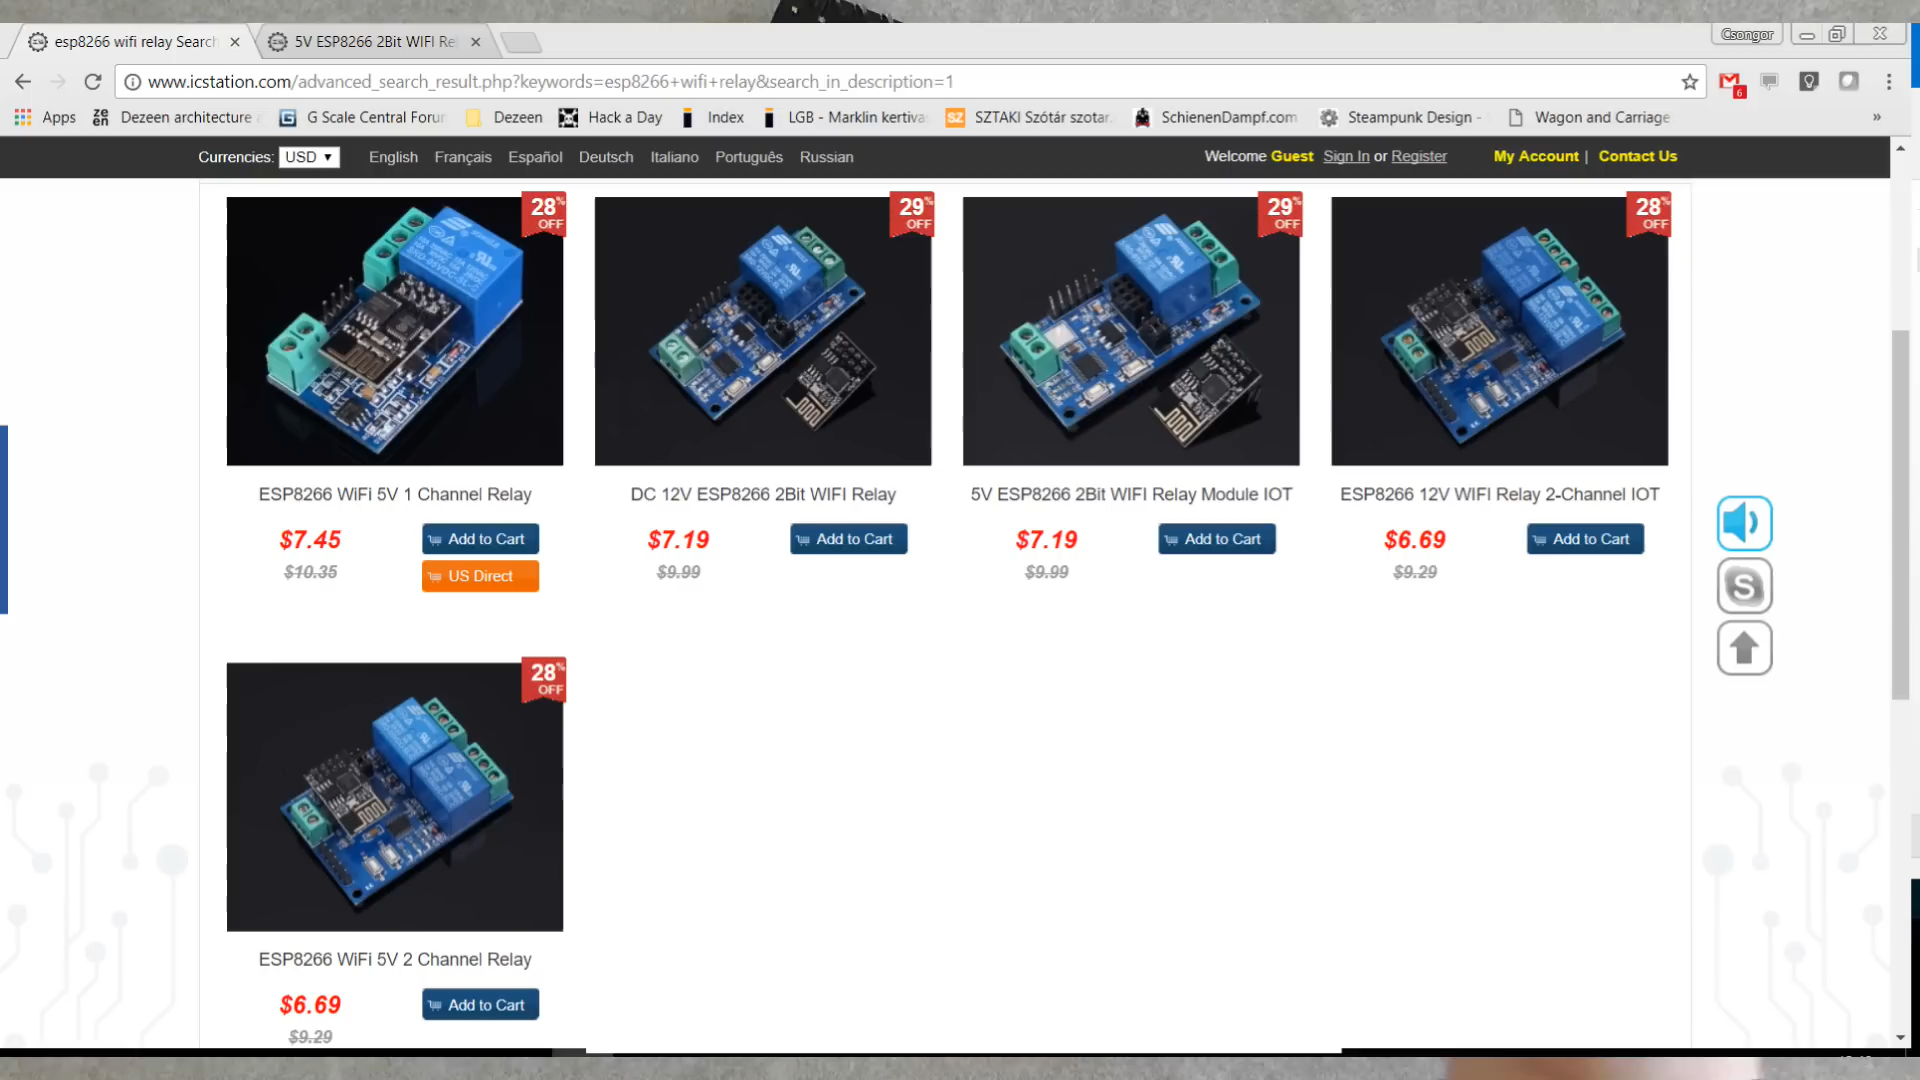 esp8266 wifi relay Search
5V ESP8266 2Bit WIFI Re
Csongor
www.icstation.com/advanced_search_result.php?keywords=esp8266+wifi+relay&search_in_description=1
6
Apps
Dezeen architecture
G Scale Central Foru
Dezeen
Hack a Day
Index
LGB - Marklin kertiva
SZTAKI Szótár szotar
SchienenDampf.com
Steampunk Design -
Wagon and Carriage
»
Currencies: USD
English
Français
Español
Deutsch
Italiano
Português
Russian
Welcome Guest Sign In or Register
My Account | Contact Us
28% OFF
29% OFF
29% OFF
28% OFF
ESP8266 WiFi 5V 1 Channel Relay
DC 12V ESP8266 2Bit WIFI Relay
5V ESP8266 2Bit WIFI Relay Module IOT
ESP8266 12V WIFI Relay 2-Channel IOT
$7.45
Add to Cart
$7.19
Add to Cart
$7.19
Add to Cart
$6.69
Add to Cart
$10.35
US Direct
$9.99
$9.99
$9.29
28% OFF
ESP8266 WiFi 5V 2 Channel Relay
$6.69
Add to Cart
$9.29